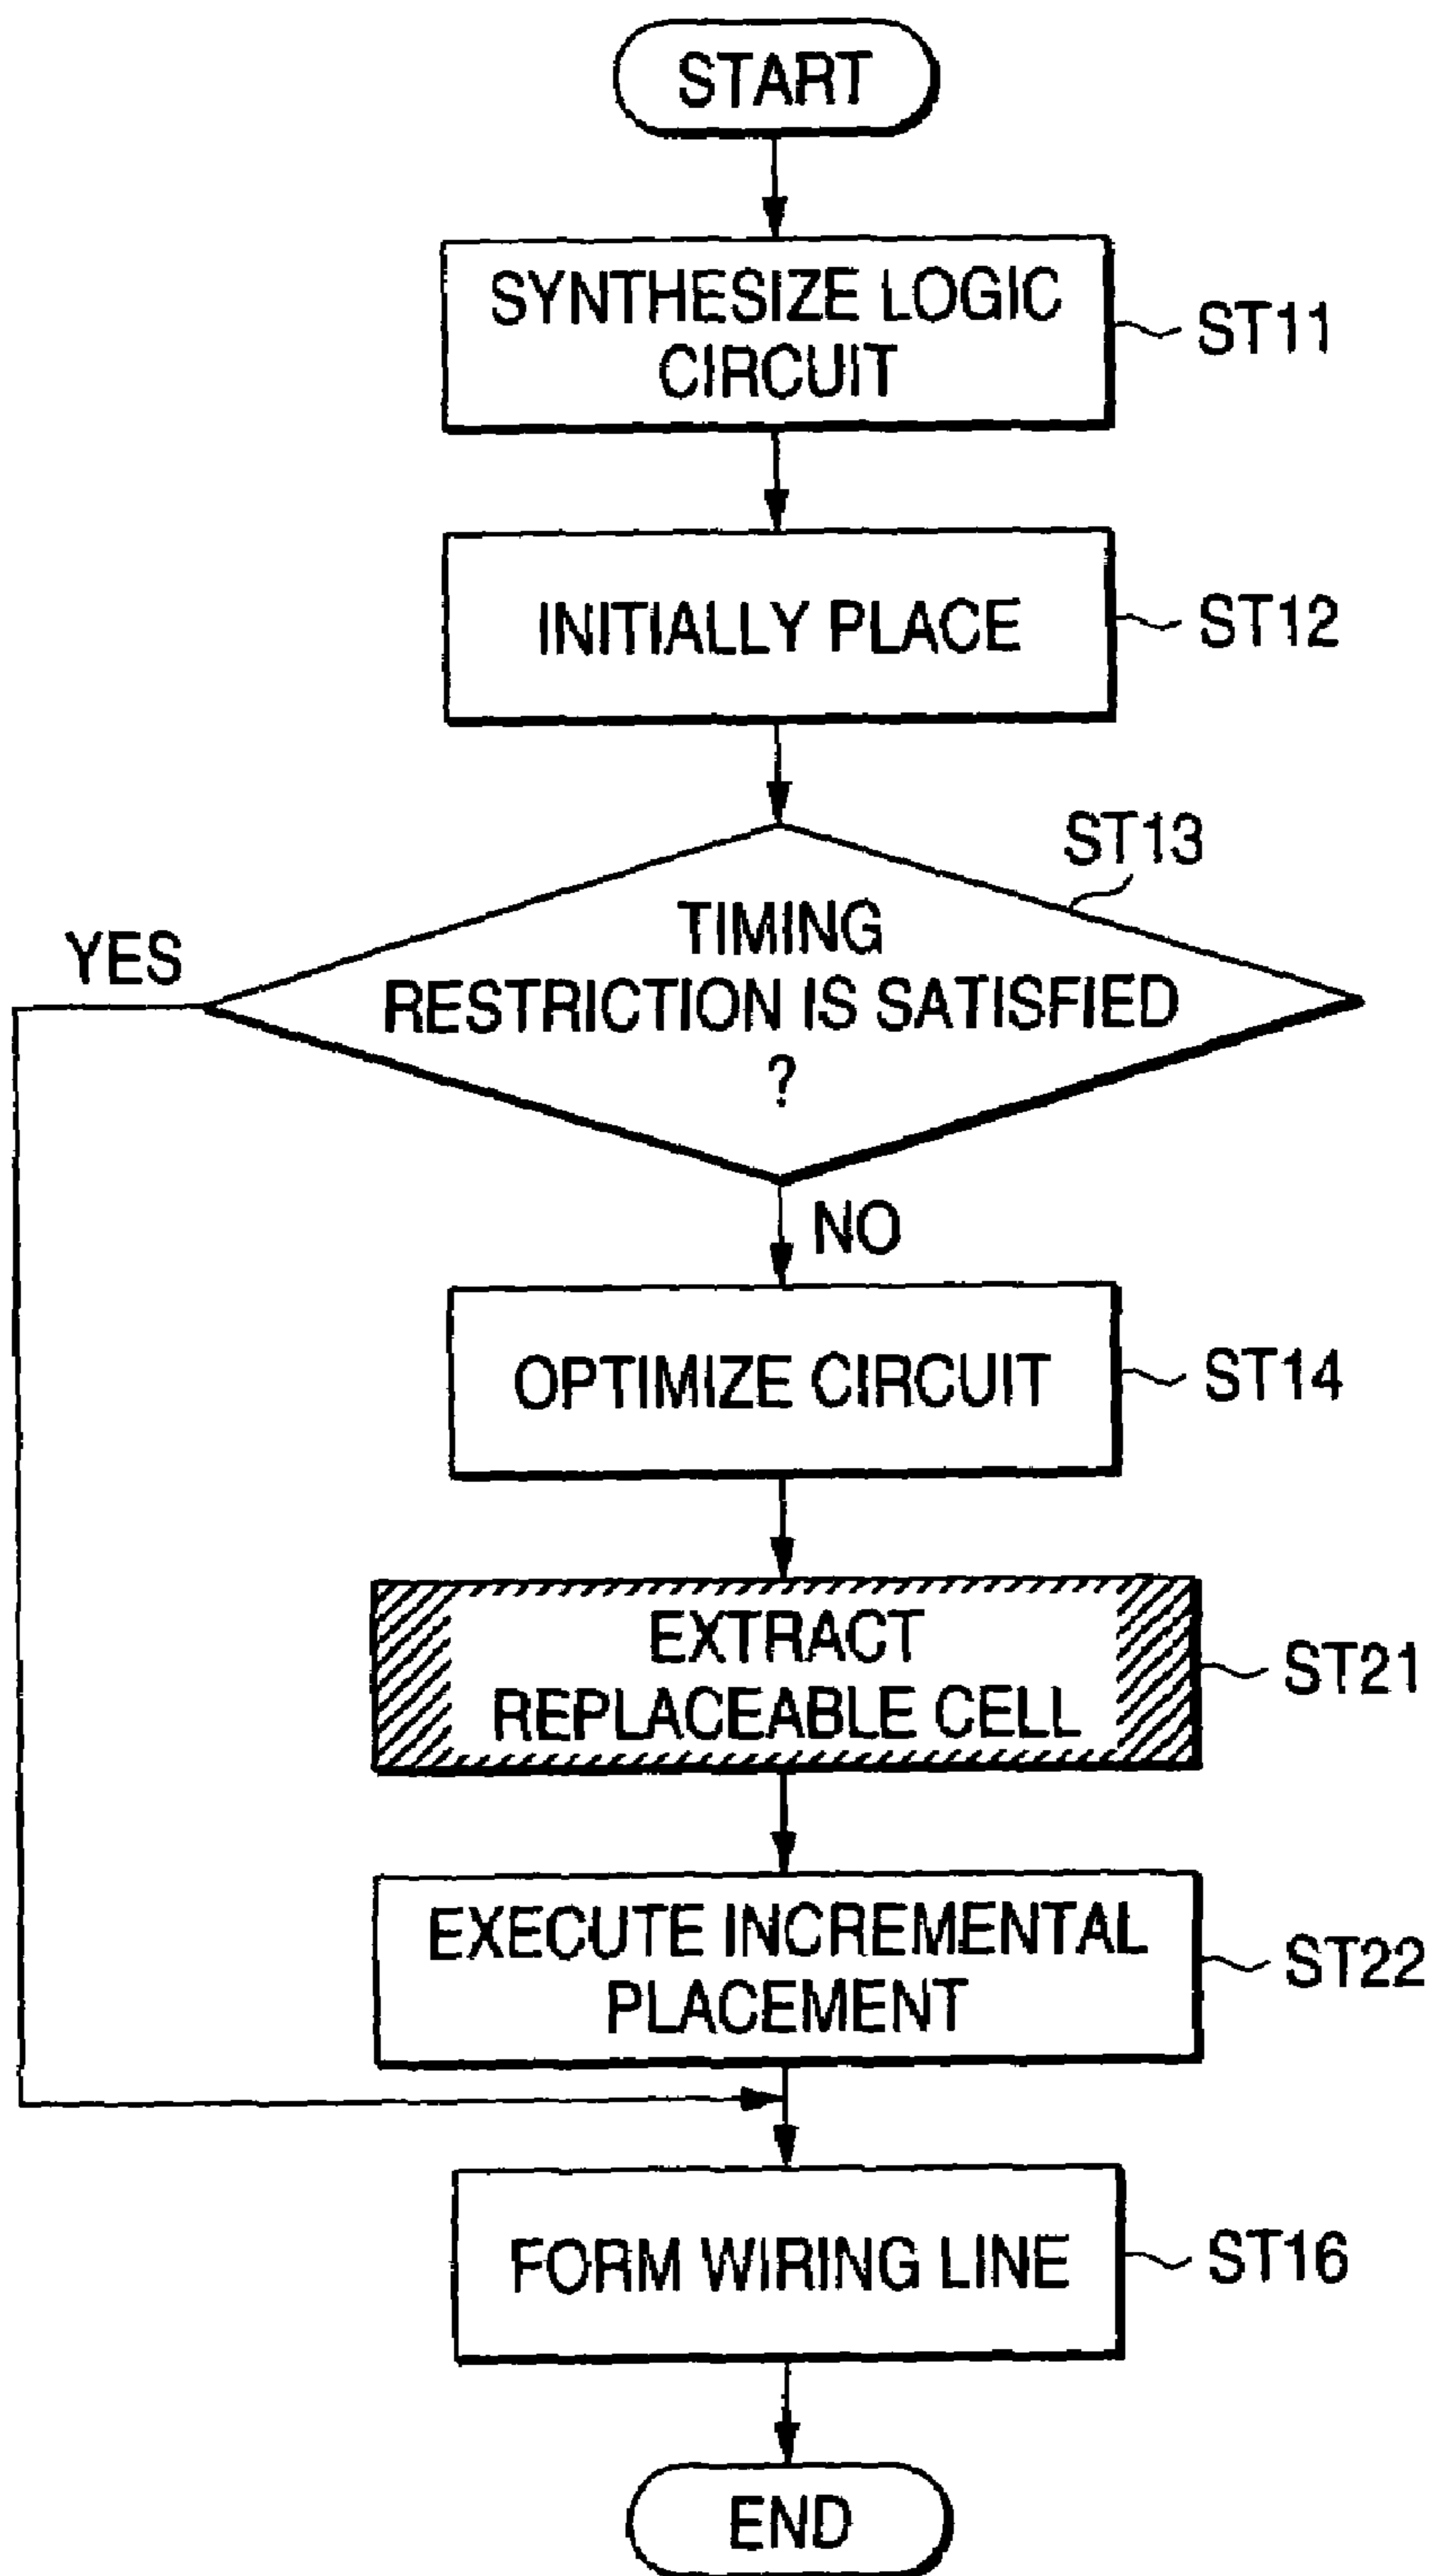 START
SYNTHESIZE LOGIC
CIRCUIT
ST11
INITIALLY PLACE
ST12
ST13
TIMING
RESTRICTION IS SATISFIED
?
YES
NO
OPTIMIZE CIRCUIT
ST14
EXTRACT
REPLACEABLE CELL
ST21
EXECUTE INCREMENTAL
PLACEMENT
ST22
FORM WIRING LINE
ST16
END